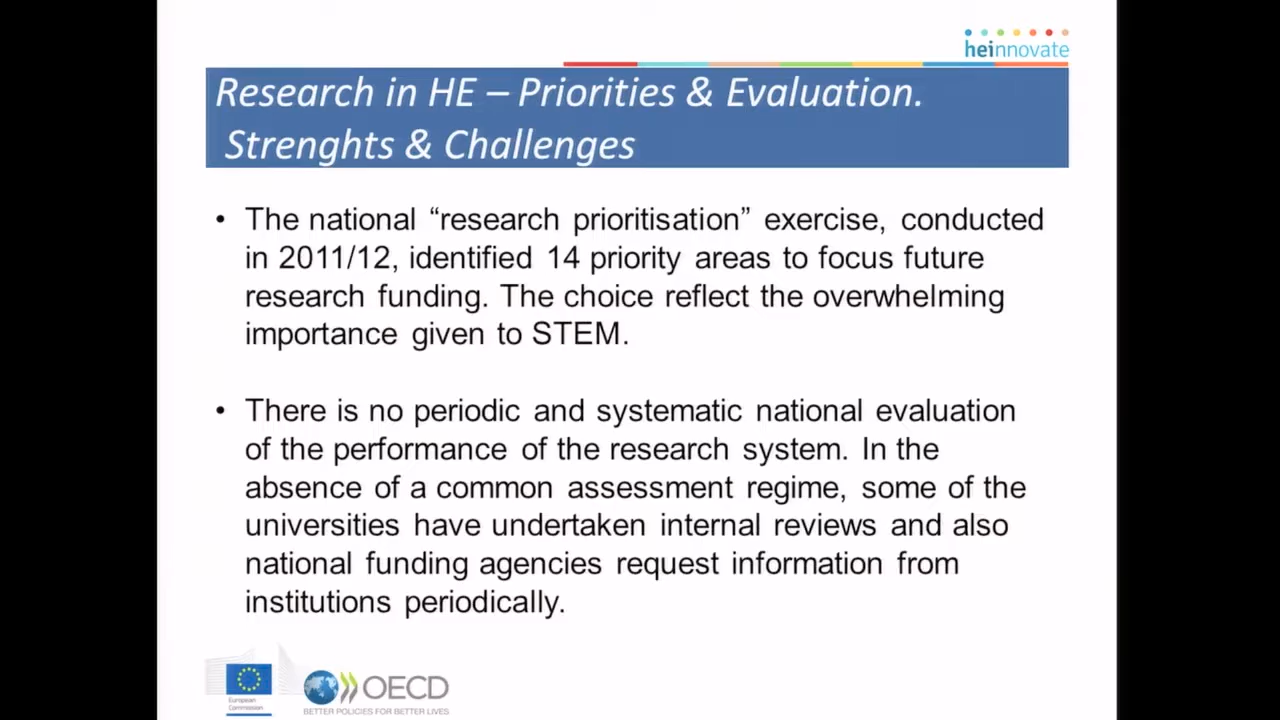 heinnovate
Research in HE – Priorities & Evaluation.
Strenghts & Challenges
• The national “research prioritisation” exercise, conducted
in 2011/12, identified 14 priority areas to focus future
research funding. The choice reflect the overwhelming
importance given to STEM.
• There is no periodic and systematic national evaluation
of the performance of the research system. In the
absence of a common assessment regime, some of the
universities have undertaken internal reviews and also
national funding agencies request information from
institutions periodically.
European
Commission
OECD
BETTER POLICIES FOR BETTER LIVES